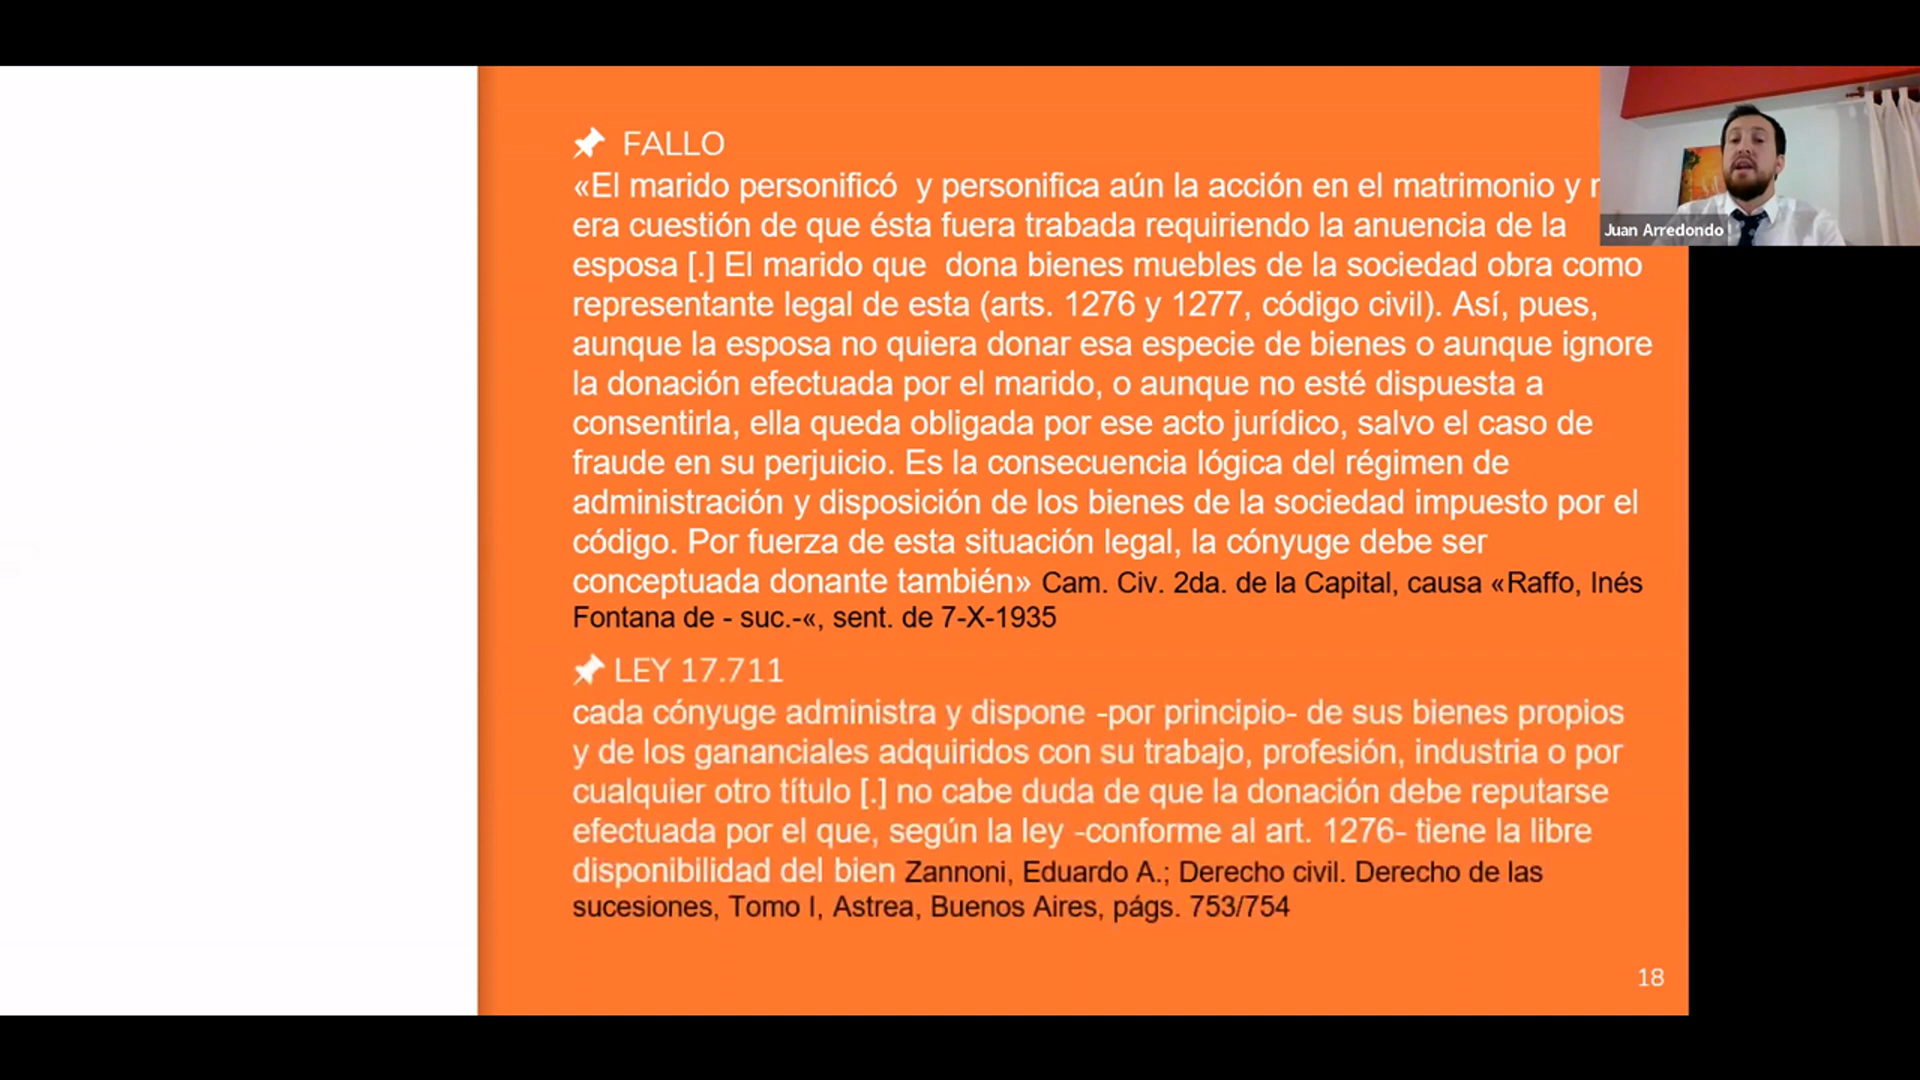 FALLO
«El marido personificó y personifica aún la acción en el matrimonio y
era cuestión de que ésta fuera trabada requiriendo la anuencia de la
esposa [.] El marido que dona bienes muebles de la sociedad obra como
representante legal de esta (arts. 1276 y 1277, código civil). Así, pues,
aunque la esposa no quiera donar esa especie de bienes o aunque ignore
la donación efectuada por el marido, o aunque no esté dispuesta a
consentirla, ella queda obligada por ese acto jurídico, salvo el caso de
fraude en su perjuicio. Es la consecuencia lógica del régimen de
administración y disposición de los bienes de la sociedad impuesto por el
código. Por fuerza de esta situación legal, la cónyuge debe ser
conceptuada donante también» Cam. Civ. 2da. de la Capital, causa «Raffo, Inés
Fontana de - suc.-«, sent. de 7-X-1935
LEY 17.711
cada cónyuge administra y dispone -por principio- de sus bienes propios
y de los gananciales adquiridos con su trabajo, profesión, industria o por
cualquier otro título [.] no cabe duda de que la donación debe reputarse
efectuada por el que, según la ley -conforme al art. 1276- tiene la libre
disponibilidad del bien Zannoni, Eduardo A.; Derecho civil. Derecho de las
sucesiones, Tomo I, Astrea, Buenos Aires, págs. 753/754
18
Juan Arredondo